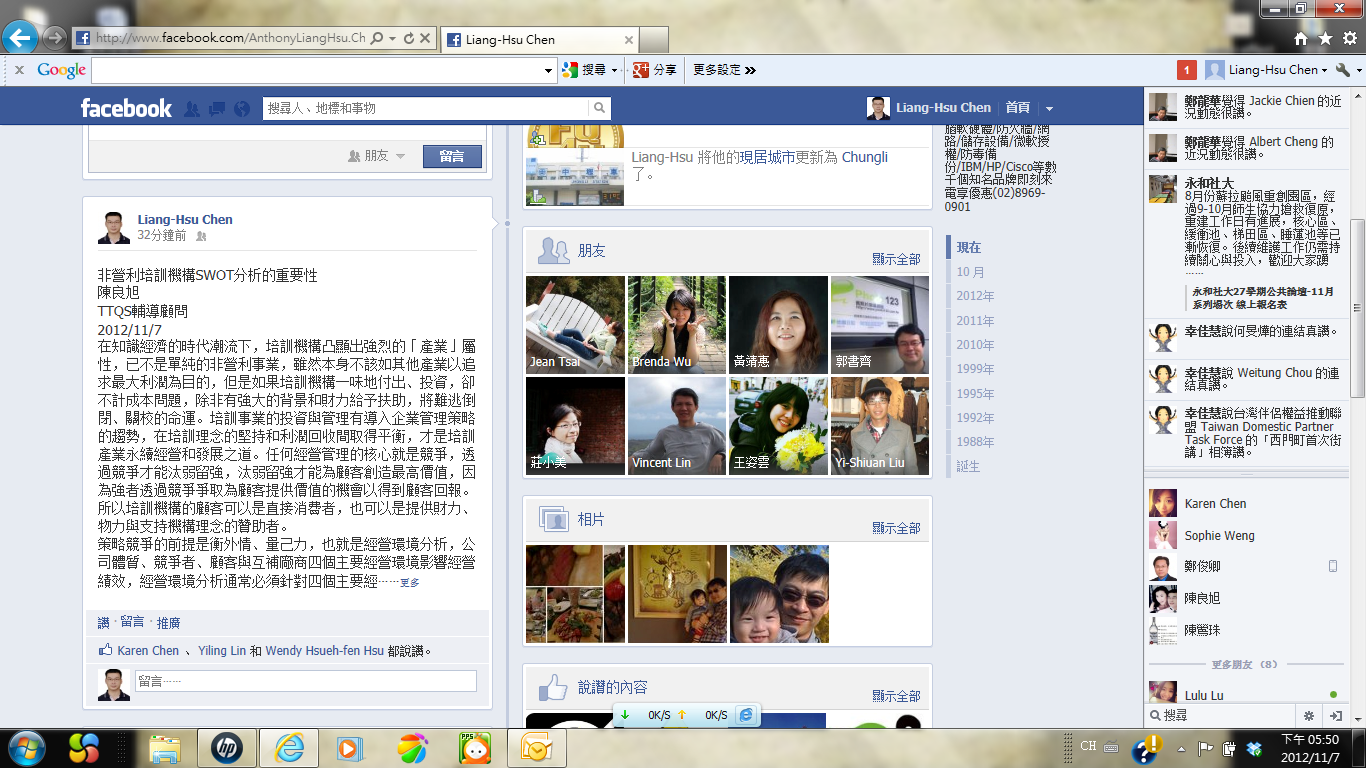 http://www.facebook.com/AnthonyLiangHsu.Ch
Liang-Hsu Chen
Google
搜尋
分享
更多設定
1
Liang-Hsu Chen
facebook
搜尋人、地標和事物
Liang-Hsu Chen
首頁
朋友
留言
Liang-Hsu Chen
32分鐘前
非營利培訓機構SWOT分析的重要性
陳良旭
TTQS輔導顧問
2012/11/7
在知識經濟的時代潮流下，培訓機構凸顯出強烈的「產業」屬
性，已不是單純的非營利事業，雖然本身不該如其他產業以追
求最大利潤為目的，但是如果培訓機構一味地付出、投資，卻
不計成本問題，除非有強大的背景和財力給予扶助，將難逃倒
閉、關校的命運。培訓事業的投資與管理有導入企業管理策略
的趨勢，在培訓理念的堅持和利潤回收間取得平衡，才是培訓
產業永續經營和發展之道。任何經營管理的核心就是競爭，透
過競爭才能汰弱留強，汰弱留強才能為顧客創造最高價值，因
為強者透過競爭爭取為顧客提供價值的機會以得到顧客回報。
所以培訓機構的顧客可以是直接消費者，也可以是提供財力、
物力與支持機構理念的贊助者。
策略競爭的前提是衡外情、量己力，也就是經營環境分析，公
司體質、競爭者、顧客與互補廠商四個主要經營環境影響經營
績效，經營環境分析通常必須針對四個主要經……更多
讚 · 留言 · 推廣
Karen Chen 、 Yiling Lin 和 Wendy Hsueh-fen Hsu 都說讚。
留言……
Liang-Hsu 將他的現居城市更新為 Chungli
了。
朋友
顯示全部
Jean Tsai
Brenda Wu
黃靖惠
郭書齊
莊小美
Vincent Lin
王姿雲
Yi-Shiuan Liu
相片
顯示全部
說讚的內容
顯示全部
腦軟硬體/防火牆/網
路/儲存設備/微軟授
權/防毒備
份/IBM/HP/Cisco等數
千個知名品牌即刻來
電享優惠(02)8969-
0901
現在
10 月
2012年
2011年
2010年
1999年
1995年
1992年
1988年
誕生
鄭龍華覺得 Jackie Chien 的近
況動態很讚。
鄭龍華覺得 Albert Cheng 的
近況動態很讚。
永和社大
8月份蘇拉颱風重創園區，經
過9-10月師生協力搶救復原，
重建工作日有進展，核心區、
緩衝池、梯田區、睡蓮池等已
漸恢復。後續維護工作仍需持
續關心與投入，歡迎大家踴
……
永和社大27學期公共論壇-11月
系列場次 線上報名表
幸佳慧說何旻燁的連結真讚。
幸佳慧說 Weitung Chou 的連
結真讚。
幸佳慧說台灣伴侶權益推動聯
盟 Taiwan Domestic Partner
Task Force 的「西門町首次街
講」相簿讚。
Karen Chen
Sophie Weng
鄭俊卿
陳良旭
陳鶯珠
更多朋友 (8)
Lulu Lu
搜尋
0K/S
0K/S
CH
下午 05:50
2012/11/7